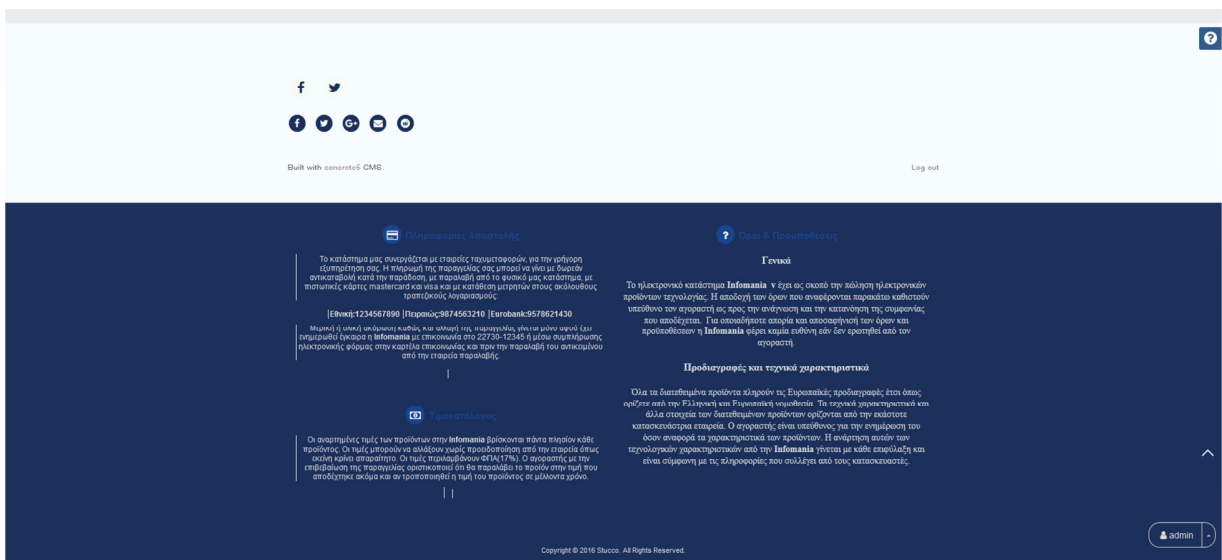 Built with concrete5 CMS.
Log out
Πληροφορίες Αποστολής
Το κατάστημα μας συνεργάζεται με εταιρείες ταχυμεταφορών, για την γρήγορη
εξυπηρέτηση σας. Η πληρωμή της παραγγελίας σας μπορεί να γίνει με δωρεάν
αντικαταβολή κατά την παράδοση, με παραλαβή από το φυσικό μας κατάστημα, με
πιστωτικές κάρτες mastercard και visa και με κατάθεση μετρητών στους ακόλουθους
τραπεζικούς λογαριασμούς:
|Εθνική:1234567890 |Πειραιώς:9874563210 |Eurobank:9578621430
Μερική ή ολική ακύρωση καθώς και αλλαγή της παραγγελίας γίνεται μόνο αφού έχει
ενημερωθεί έγκαιρα η Infomania με επικοινωνία στο 22730-12345 ή μέσω συμπλήρωσης
ηλεκτρονικής φόρμας στην καρτέλα επικοινωνίας και πριν την παραλαβή του αντικειμένου
από την εταιρεία παραλαβής.
|
Τιμοκατάλογος
Οι αναρτημένες τιμές των προϊόντων στην Infomania βρίσκονται πάντα πλησίον κάθε
προϊόντος. Οι τιμές μπορούν να αλλάξουν χωρίς προειδοποίηση από την εταιρεία όπως
εκείνη κρίνει απαραίτητο. Οι τιμές περιλαμβάνουν ΦΠΑ(17%). Ο αγοραστής με την
επιβεβαίωση της παραγγελίας οριστικοποιεί ότι θα παραλάβει το προϊόν στην τιμή που
αποδέχτηκε ακόμα και αν τροποποιηθεί η τιμή του προϊόντος σε μέλλοντα χρόνο.
| |
Όροι & Προϋποθέσεις
Γενικά
Το ηλεκτρονικό κατάστημα Infomania v έχει ως σκοπό την πώληση ηλεκτρονικών
προϊόντων τεχνολογίας. Η αποδοχή των όρων που αναφέρονται παρακάτω καθιστούν
υπεύθυνο τον αγοραστή ως προς την ανάγνωση και την κατανόηση της συμφωνίας
που αποδέχεται. Για οποιαδήποτε απορία και αποσαφήνισή των όρων και
προϋποθέσεων η Infomania φέρει καμία ευθύνη εάν δεν ερωτηθεί από τον
αγοραστή.
Προδιαγραφές και τεχνικά χαρακτηριστικά
Όλα τα διατεθειμένα προϊόντα πληρούν τις Ευρωπαϊκές προδιαγραφές έτσι όπως
ορίζετε από την Ελληνική και Ευρωπαϊκή νομοθεσία. Τα τεχνικά χαρακτηριστικά και
άλλα στοιχεία των διατεθειμένων προϊόντων ορίζονται από την εκάστοτε
κατασκευάστρια εταιρεία. Ο αγοραστής είναι υπεύθυνος για την ενημέρωση του
όσον αναφορά τα χαρακτηριστικά των προϊόντων. Η ανάρτηση αυτών των
τεχνολογικών χαρακτηριστικών από την Infomania γίνεται με κάθε επιφύλαξη και
είναι σύμφωνη με τις πληροφορίες που συλλέγει από τους κατασκευαστές.
admin
Copyright © 2016 Stucco. All Rights Reserved.